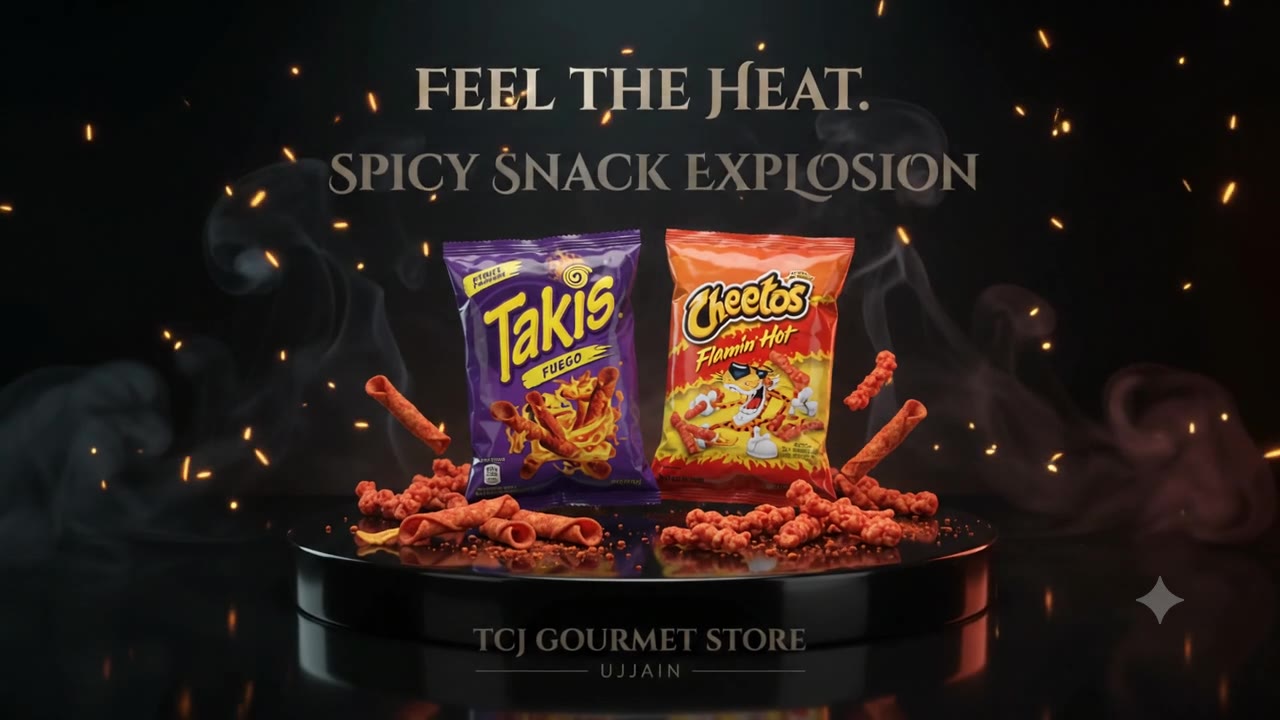 FEEL THE HEAT.
SPICY SNACK EXPLOSION
Takis
FUEGO
Cheetos
Flamin' Hot
TCJ GOURMET STORE
UJJAIN